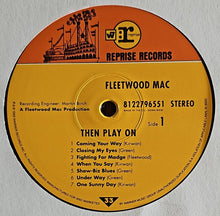 r
REPRISE RECORDS
FLEETWOOD MAC
Recording Engineer: Martin Birch
A Fleetwood Mac Production
8122796551 STEREO
Side 1
THEN PLAY ON
1. Coming Your Way (Kirwan)
2. Closing My Eyes (Green)
3. Fighting For Madge (Fleetwood)
4. When You Say (Kirwan)
5. Show-Biz Blues (Green)
6. Under Way (Green)
7. One Sunday Day (Kirwan)
33